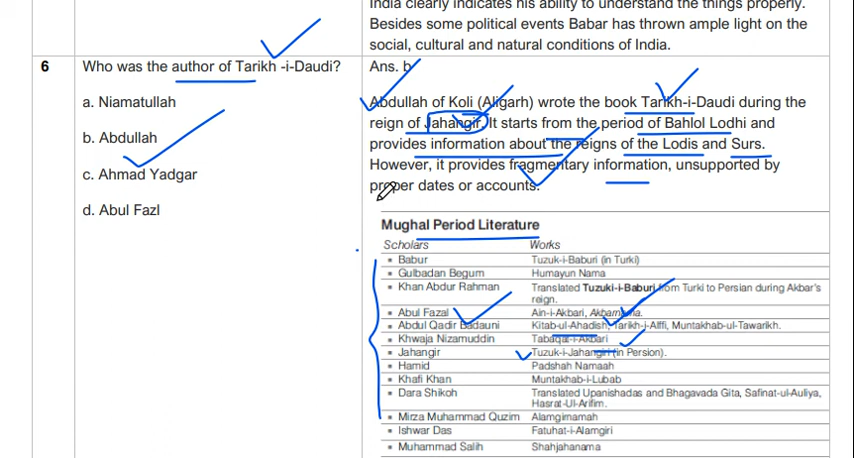 India clearly indicates his ability to understand the things properly.
Besides some political events Babar has thrown ample light on the
social, cultural and natural conditions of India.
6
Who was the author of Tarikh -i-Daudi?
a. Niamatullah
b. Abdullah
c. Ahmad Yadgar
d. Abul Fazl
Ans. b
Abdullah of Koli (Aligarh) wrote the book Tarikh-i-Daudi during the
reign of Jahangir. It starts from the period of Bahlol Lodhi and
provides information about the reigns of the Lodis and Surs.
However, it provides fragmentary information, unsupported by
proper dates or accounts.
Mughal Period Literature
Scholars Works
Babur Tuzuk-i-Baburi (in Turki)
Gulbadan Begum Humayun Nama
Khan Abdur Rahman Translated Tuzuki-i-Baburi from Turki to Persian during Akbar's
reign.
Abul Fazal Ain-i-Akbari, Akbarnama.
Abdul Qadir Badauni Kitab-ul-Ahadish, Tarikh-i-Alffi, Muntakhab-ul-Tawarikh.
Khwaja Nizamuddin Tabaqat-i-Akbari
Jahangir Tuzuk-i-Jahangiri (in Persion).
Hamid Padshah Namaah
Khafi Khan Muntakhab-i-Lubab
Dara Shikoh Translated Upanishadas and Bhagavada Gita, Safinat-ul-Auliya,
Hasrat-Ul-Arifim.
Mirza Muhammad Quzim Alamgirnamah
Ishwar Das Fatuhat-i-Alamgiri
Muhammad Salih Shahjahanama